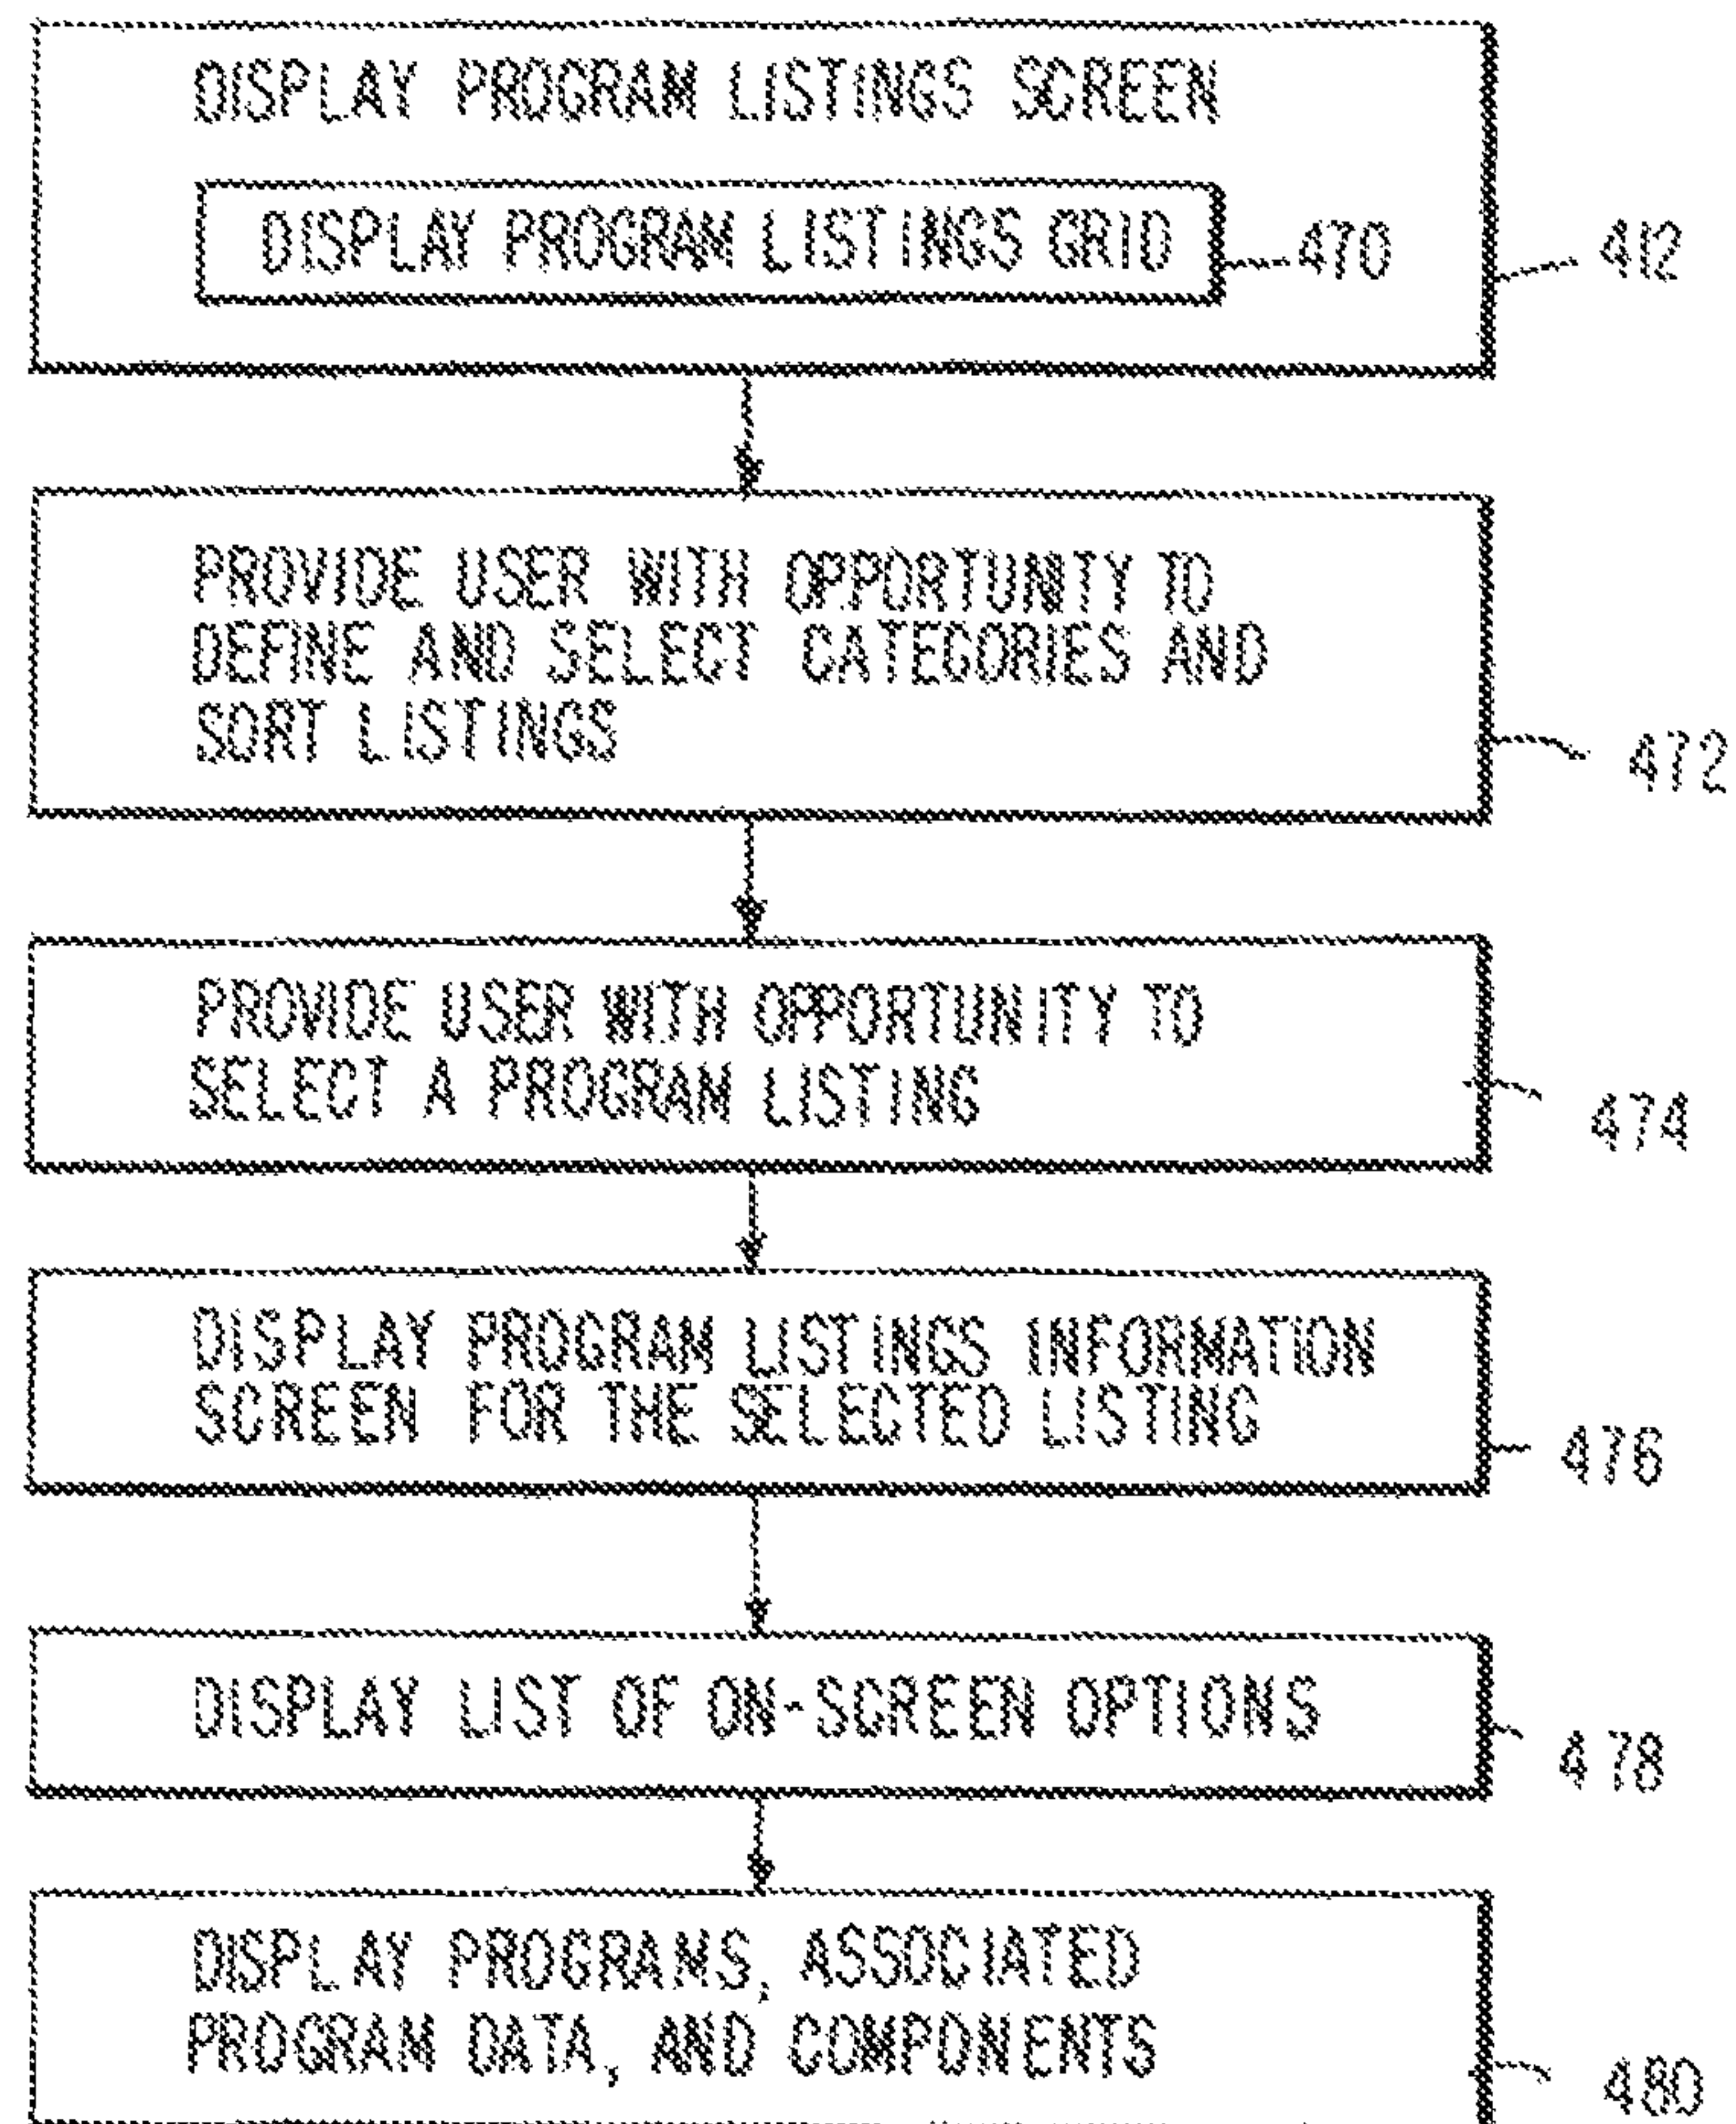 DISPLAY PROGRAM LISTINGS SCREEN
DISPLAY PROGRAM LISTINGS GRID
470
412
PROVIDE USER WITH OPPORTUNITY TO
DEFINE AND SELECT CATEGORIES AND
SORT LISTINGS
472
PROVIDE USER WITH OPPORTUNITY TO
SELECT A PROGRAM LISTING
474
DISPLAY PROGRAM LISTINGS INFORMATION
SCREEN FOR THE SELECTED LISTING
476
DISPLAY LIST OF ON-SCREEN OPTIONS
478
DISPLAY PROGRAMS, ASSOCIATED
PROGRAM DATA, AND COMPONENTS
480